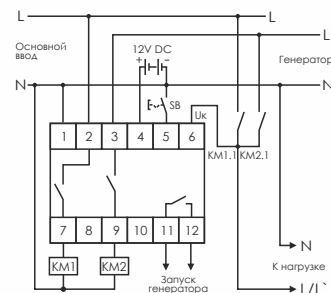 L
L
Основной
ввод
12V DC
L
+
-
Генератор
N
N
SB
Uк
1 2 3 4 5 6
KM1.1 KM2.1
7 8 9 10 11 12
N
KM1
KM2
К нагрузке
Запуск
генератора
L/L`